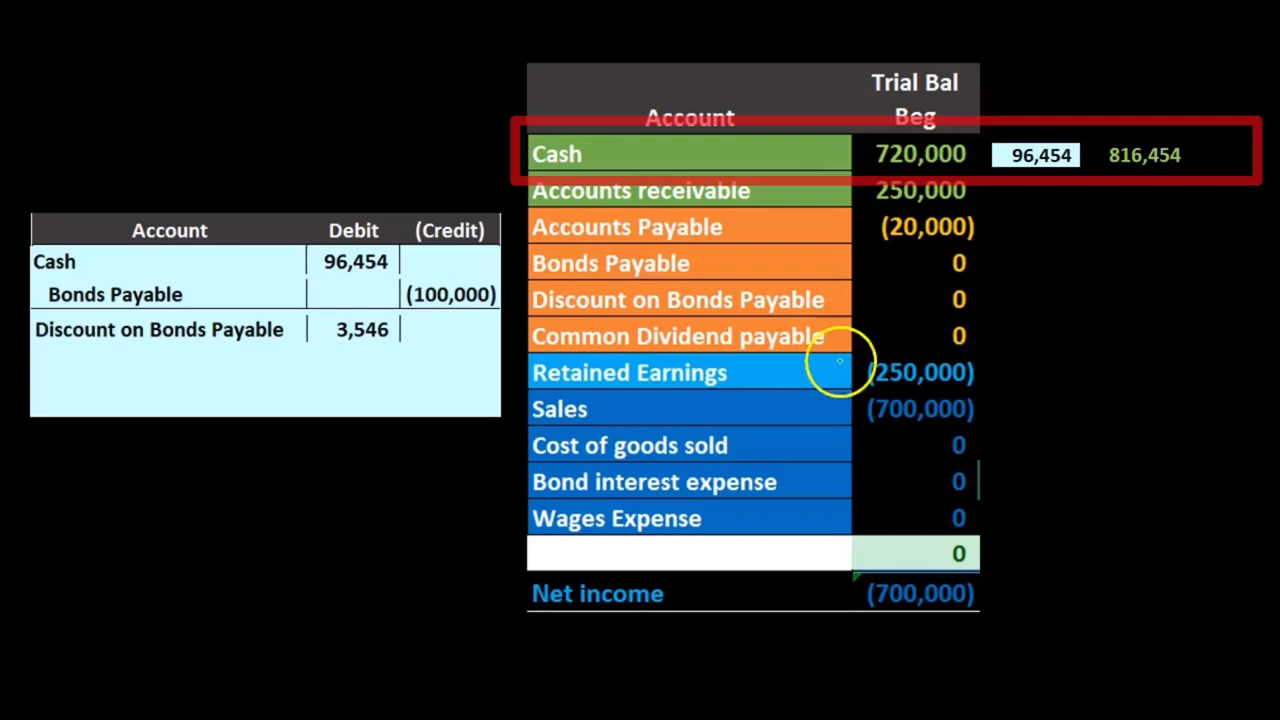 Account Debit (Credit)
Cash 96,454
Bonds Payable (100,000)
Discount on Bonds Payable 3,546
Trial Bal
Account Beg
Cash 720,000 96,454 816,454
Accounts receivable 250,000
Accounts Payable (20,000)
Bonds Payable 0
Discount on Bonds Payable 0
Common Dividend payable 0
Retained Earnings (250,000)
Sales (700,000)
Cost of goods sold 0
Bond interest expense 0
Wages Expense 0
0
Net income (700,000)